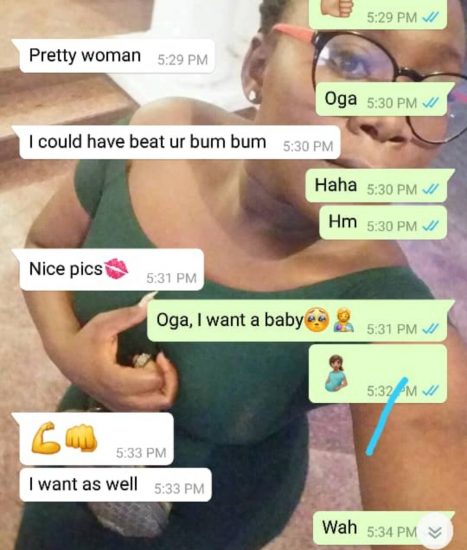 5:29 PM
Pretty woman 5:29 PM
Oga 5:30 PM
I could have beat ur bum bum 5:30 PM
Haha 5:30 PM
Hm 5:30 PM
Nice pics💋 5:31 PM
Oga, I want a baby🥺🤱 5:31 PM
5:32 PM
💪👊 5:33 PM
I want as well 5:33 PM
Wah 5:34 PM